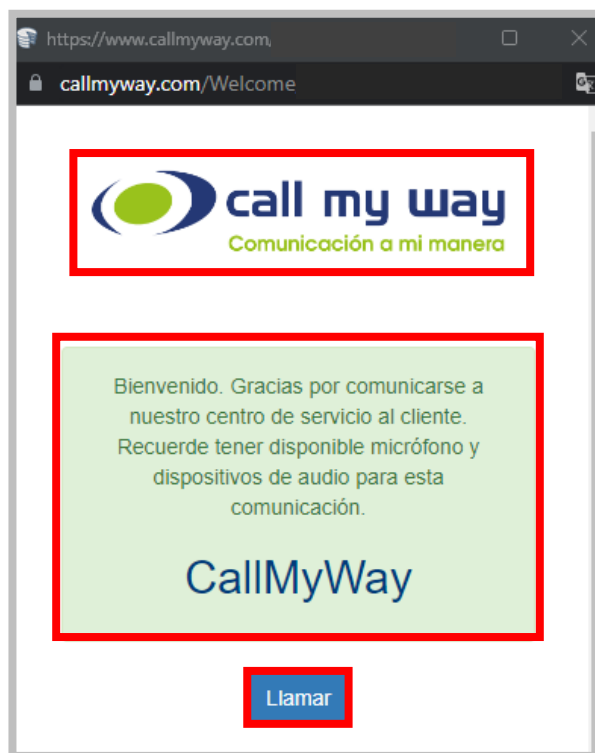 https://www.callmyway.com,
callmyway.com/Welcome
call my way
Comunicación a mi manera
Bienvenido. Gracias por comunicarse a
nuestro centro de servicio al cliente.
Recuerde tener disponible micrófono y
dispositivos de audio para esta
comunicación.
CallMyWay
Llamar